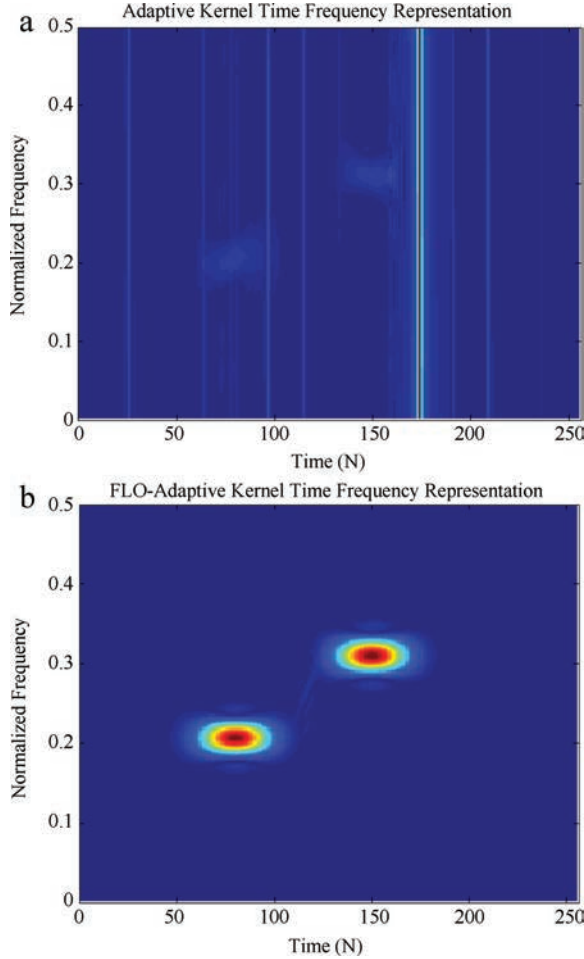 a
Adaptive Kernel Time Frequency Representation
0.5
0.4
0.3
0.2
0.1
0
Normalized Frequency
0 50 100 150 200 250
Time (N)
b
FLO-Adaptive Kernel Time Frequency Representation
0.5
0.4
0.3
0.2
0.1
0
Normalized Frequency
0 50 100 150 200 250
Time (N)